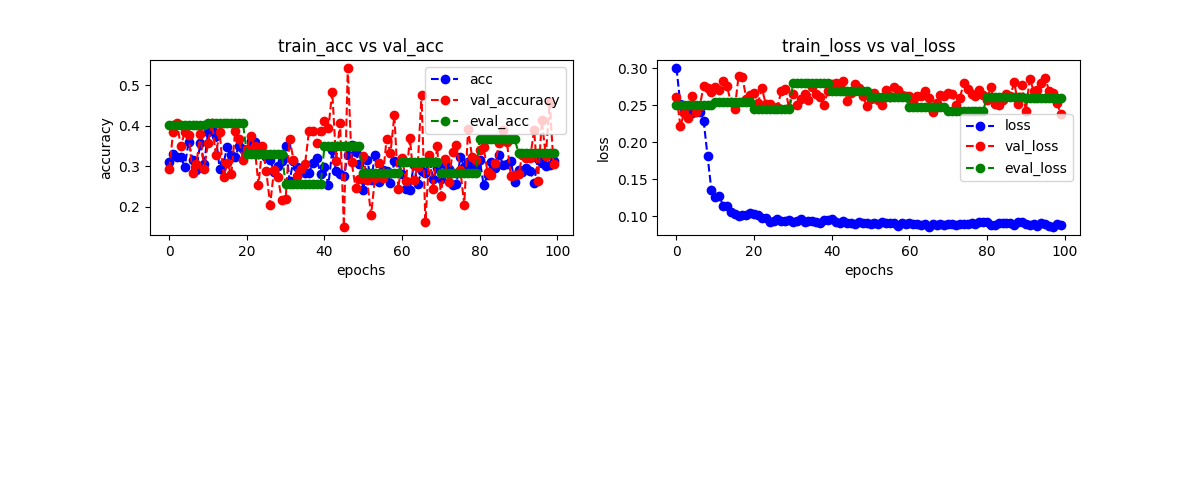 train_acc vs val_acc
accuracy
0.5
0.4
0.3
0.2
acc
val_accuracy
eval_acc
0
20
40
60
80
100
epochs
train_loss vs val_loss
loss
0.30
0.25
0.20
0.15
0.10
loss
val_loss
eval_loss
0
20
40
60
80
100
epochs